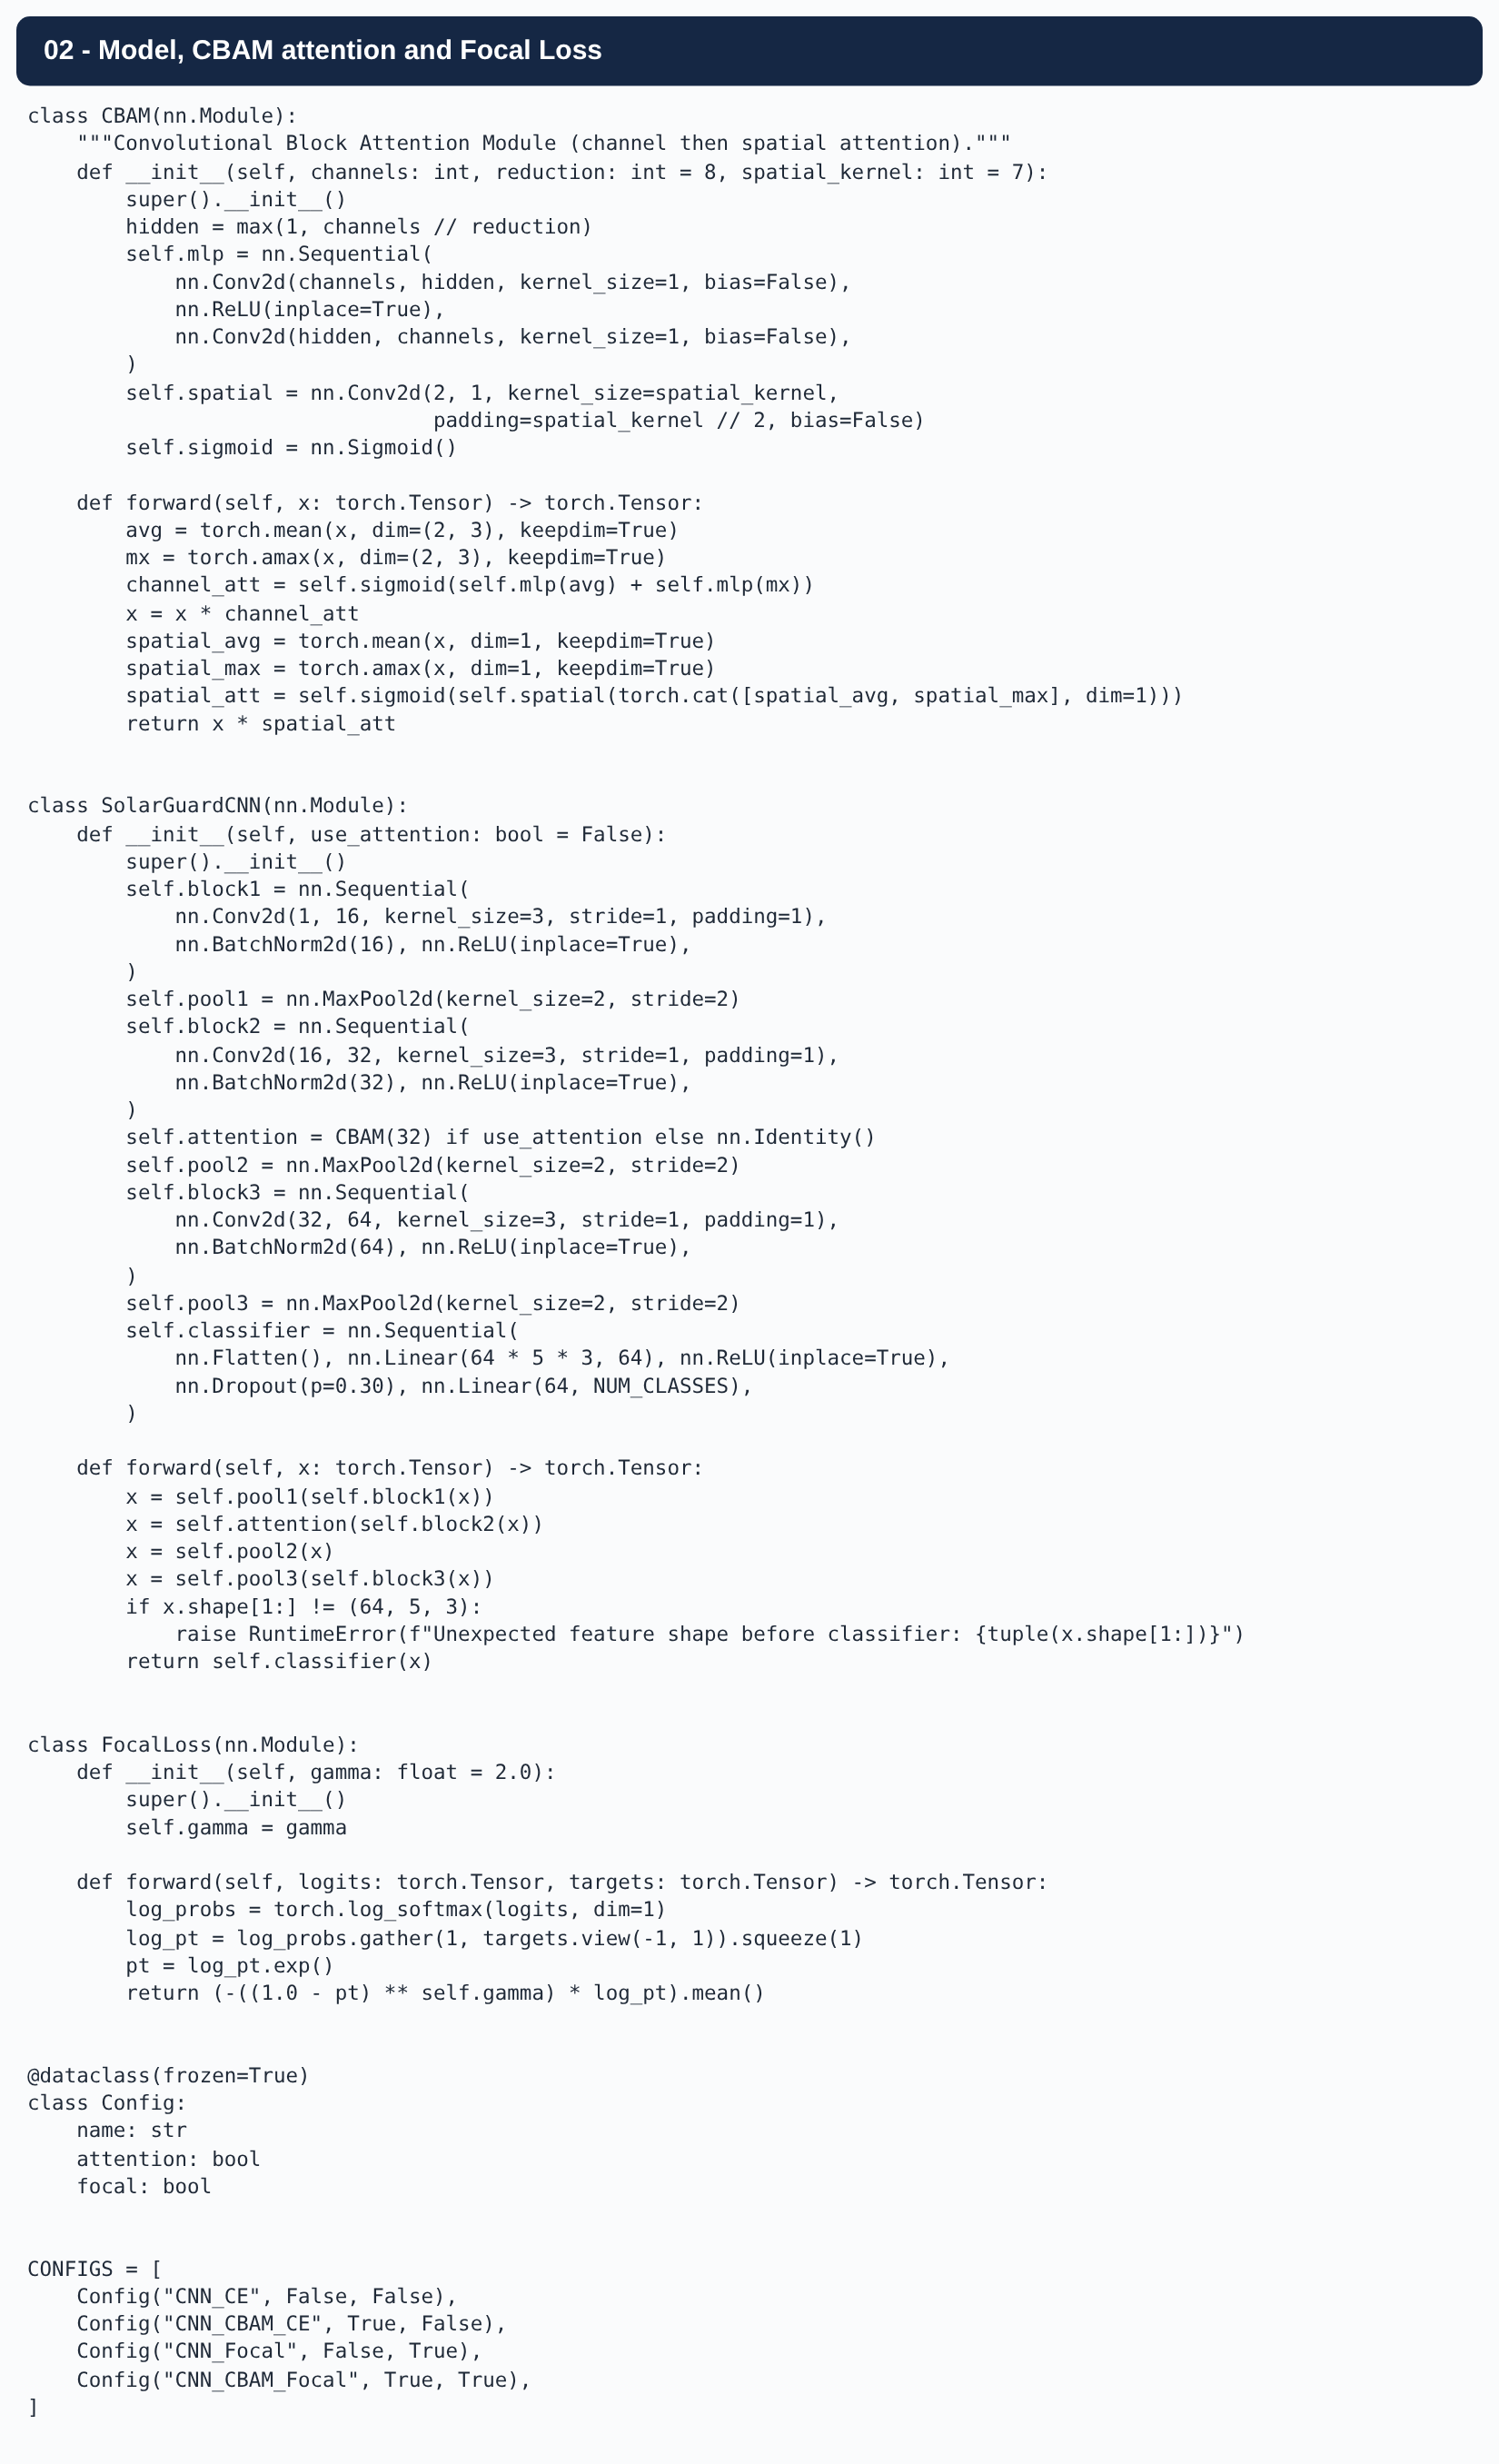 02 - Model, CBAM attention and Focal Loss
class CBAM(nn.Module):
    """Convolutional Block Attention Module (channel then spatial attention)."""
    def __init__(self, channels: int, reduction: int = 8, spatial_kernel: int = 7):
        super().__init__()
        hidden = max(1, channels // reduction)
        self.mlp = nn.Sequential(
            nn.Conv2d(channels, hidden, kernel_size=1, bias=False),
            nn.ReLU(inplace=True),
            nn.Conv2d(hidden, channels, kernel_size=1, bias=False),
        )
        self.spatial = nn.Conv2d(2, 1, kernel_size=spatial_kernel,
                                 padding=spatial_kernel // 2, bias=False)
        self.sigmoid = nn.Sigmoid()

    def forward(self, x: torch.Tensor) -> torch.Tensor:
        avg = torch.mean(x, dim=(2, 3), keepdim=True)
        mx = torch.amax(x, dim=(2, 3), keepdim=True)
        channel_att = self.sigmoid(self.mlp(avg) + self.mlp(mx))
        x = x * channel_att
        spatial_avg = torch.mean(x, dim=1, keepdim=True)
        spatial_max = torch.amax(x, dim=1, keepdim=True)
        spatial_att = self.sigmoid(self.spatial(torch.cat([spatial_avg, spatial_max], dim=1)))
        return x * spatial_att


class SolarGuardCNN(nn.Module):
    def __init__(self, use_attention: bool = False):
        super().__init__()
        self.block1 = nn.Sequential(
            nn.Conv2d(1, 16, kernel_size=3, stride=1, padding=1),
            nn.BatchNorm2d(16), nn.ReLU(inplace=True),
        )
        self.pool1 = nn.MaxPool2d(kernel_size=2, stride=2)
        self.block2 = nn.Sequential(
            nn.Conv2d(16, 32, kernel_size=3, stride=1, padding=1),
            nn.BatchNorm2d(32), nn.ReLU(inplace=True),
        )
        self.attention = CBAM(32) if use_attention else nn.Identity()
        self.pool2 = nn.MaxPool2d(kernel_size=2, stride=2)
        self.block3 = nn.Sequential(
            nn.Conv2d(32, 64, kernel_size=3, stride=1, padding=1),
            nn.BatchNorm2d(64), nn.ReLU(inplace=True),
        )
        self.pool3 = nn.MaxPool2d(kernel_size=2, stride=2)
        self.classifier = nn.Sequential(
            nn.Flatten(), nn.Linear(64 * 5 * 3, 64), nn.ReLU(inplace=True),
            nn.Dropout(p=0.30), nn.Linear(64, NUM_CLASSES),
        )

    def forward(self, x: torch.Tensor) -> torch.Tensor:
        x = self.pool1(self.block1(x))
        x = self.attention(self.block2(x))
        x = self.pool2(x)
        x = self.pool3(self.block3(x))
        if x.shape[1:] != (64, 5, 3):
            raise RuntimeError(f"Unexpected feature shape before classifier: {tuple(x.shape[1:])}")
        return self.classifier(x)


class FocalLoss(nn.Module):
    def __init__(self, gamma: float = 2.0):
        super().__init__()
        self.gamma = gamma

    def forward(self, logits: torch.Tensor, targets: torch.Tensor) -> torch.Tensor:
        log_probs = torch.log_softmax(logits, dim=1)
        log_pt = log_probs.gather(1, targets.view(-1, 1)).squeeze(1)
        pt = log_pt.exp()
        return (-((1.0 - pt) ** self.gamma) * log_pt).mean()


@dataclass(frozen=True)
class Config:
    name: str
    attention: bool
    focal: bool


CONFIGS = [
    Config("CNN_CE", False, False),
    Config("CNN_CBAM_CE", True, False),
    Config("CNN_Focal", False, True),
    Config("CNN_CBAM_Focal", True, True),
]